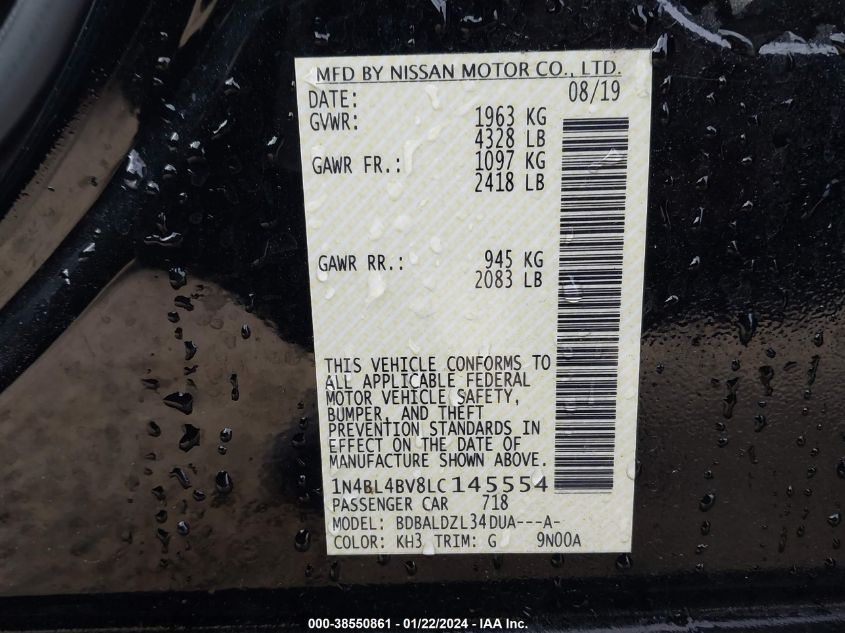 MFD BY NISSAN MOTOR CO., LTD.
DATE: 08/19
GVWR: 1963 KG
4328 LB
GAWR FR.: 1097 KG
2418 LB
GAWR RR.: 945 KG
2083 LB
THIS VEHICLE CONFORMS TO
ALL APPLICABLE FEDERAL
MOTOR VEHICLE SAFETY,
BUMPER, AND THEFT
PREVENTION STANDARDS IN
EFFECT ON THE DATE OF
MANUFACTURE SHOWN ABOVE.
1N4BL4BV8LC145554
PASSENGER CAR 718
MODEL: BDBALDZL34DUA---A-
COLOR: KH3 TRIM: G 9N00A
000-38550861 - 01/22/2024 - IAA Inc.